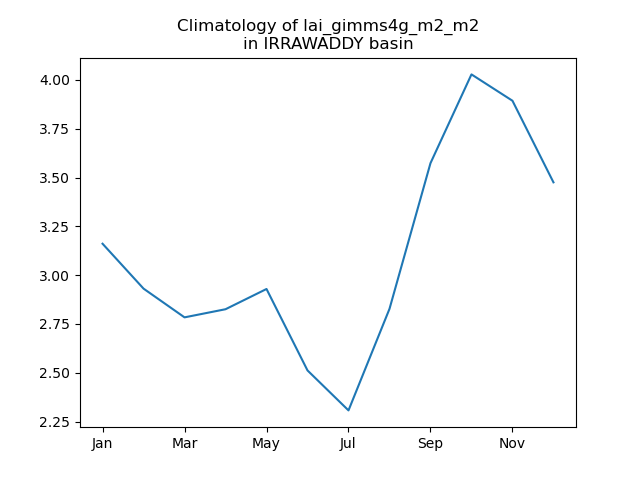 Climatology of lai_gimms4g_m2_m2
in IRRAWADDY basin
4.00
3.75
3.50
3.25
3.00
2.75
2.50
2.25
Jan Mar May Jul Sep Nov